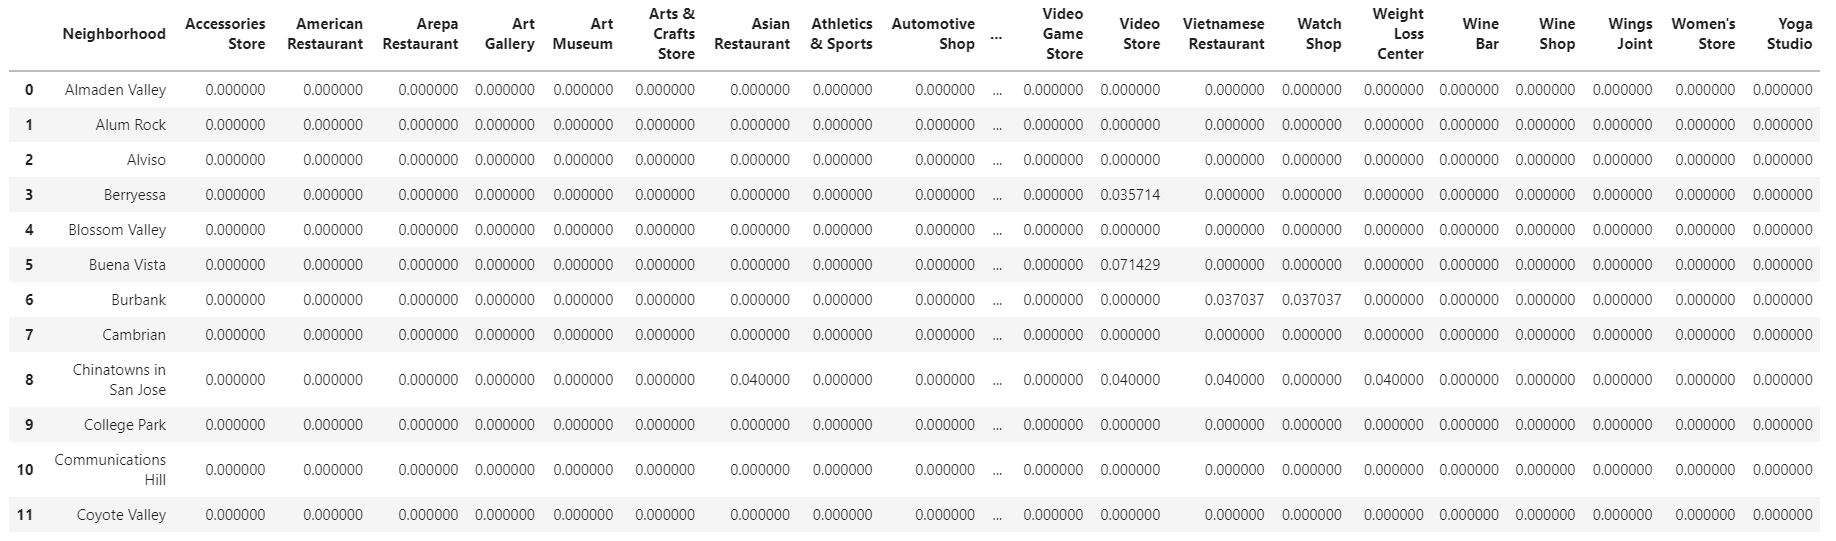 Neighborhood Accessories Store American Restaurant Arepa Restaurant Art Gallery Art Museum Arts & Crafts Store Asian Restaurant Athletics & Sports Automotive Shop ... Video Game Store Video Store Vietnamese Restaurant Watch Shop Weight Loss Center Wine Bar Wine Shop Wings Joint Women's Store Yoga Studio
0 Almaden Valley 0.000000 0.000000 0.000000 0.000000 0.000000 0.000000 0.000000 0.000000 0.000000 ... 0.000000 0.000000 0.000000 0.000000 0.000000 0.000000 0.000000 0.000000 0.000000 0.000000
1 Alum Rock 0.000000 0.000000 0.000000 0.000000 0.000000 0.000000 0.000000 0.000000 0.000000 ... 0.000000 0.000000 0.000000 0.000000 0.000000 0.000000 0.000000 0.000000 0.000000 0.000000
2 Alviso 0.000000 0.000000 0.000000 0.000000 0.000000 0.000000 0.000000 0.000000 0.000000 ... 0.000000 0.000000 0.000000 0.000000 0.000000 0.000000 0.000000 0.000000 0.000000 0.000000
3 Berryessa 0.000000 0.000000 0.000000 0.000000 0.000000 0.000000 0.000000 0.000000 0.000000 ... 0.000000 0.035714 0.000000 0.000000 0.000000 0.000000 0.000000 0.000000 0.000000 0.000000
4 Blossom Valley 0.000000 0.000000 0.000000 0.000000 0.000000 0.000000 0.000000 0.000000 0.000000 ... 0.000000 0.000000 0.000000 0.000000 0.000000 0.000000 0.000000 0.000000 0.000000 0.000000
5 Buena Vista 0.000000 0.000000 0.000000 0.000000 0.000000 0.000000 0.000000 0.000000 0.000000 ... 0.000000 0.071429 0.000000 0.000000 0.000000 0.000000 0.000000 0.000000 0.000000 0.000000
6 Burbank 0.000000 0.000000 0.000000 0.000000 0.000000 0.000000 0.000000 0.000000 0.000000 ... 0.000000 0.000000 0.037037 0.037037 0.000000 0.000000 0.000000 0.000000 0.000000 0.000000
7 Cambrian 0.000000 0.000000 0.000000 0.000000 0.000000 0.000000 0.000000 0.000000 0.000000 ... 0.000000 0.000000 0.000000 0.000000 0.000000 0.000000 0.000000 0.000000 0.000000 0.000000
8 Chinatowns in San Jose 0.000000 0.000000 0.000000 0.000000 0.000000 0.000000 0.040000 0.000000 0.000000 ... 0.000000 0.040000 0.040000 0.000000 0.040000 0.000000 0.000000 0.000000 0.000000 0.000000
9 College Park 0.000000 0.000000 0.000000 0.000000 0.000000 0.000000 0.000000 0.000000 0.000000 ... 0.000000 0.000000 0.000000 0.000000 0.000000 0.000000 0.000000 0.000000 0.000000 0.000000
10 Communications Hill 0.000000 0.000000 0.000000 0.000000 0.000000 0.000000 0.000000 0.000000 0.000000 ... 0.000000 0.000000 0.000000 0.000000 0.000000 0.000000 0.000000 0.000000 0.000000 0.000000
11 Coyote Valley 0.000000 0.000000 0.000000 0.000000 0.000000 0.000000 0.000000 0.000000 0.000000 ... 0.000000 0.000000 0.000000 0.000000 0.000000 0.000000 0.000000 0.000000 0.000000 0.000000